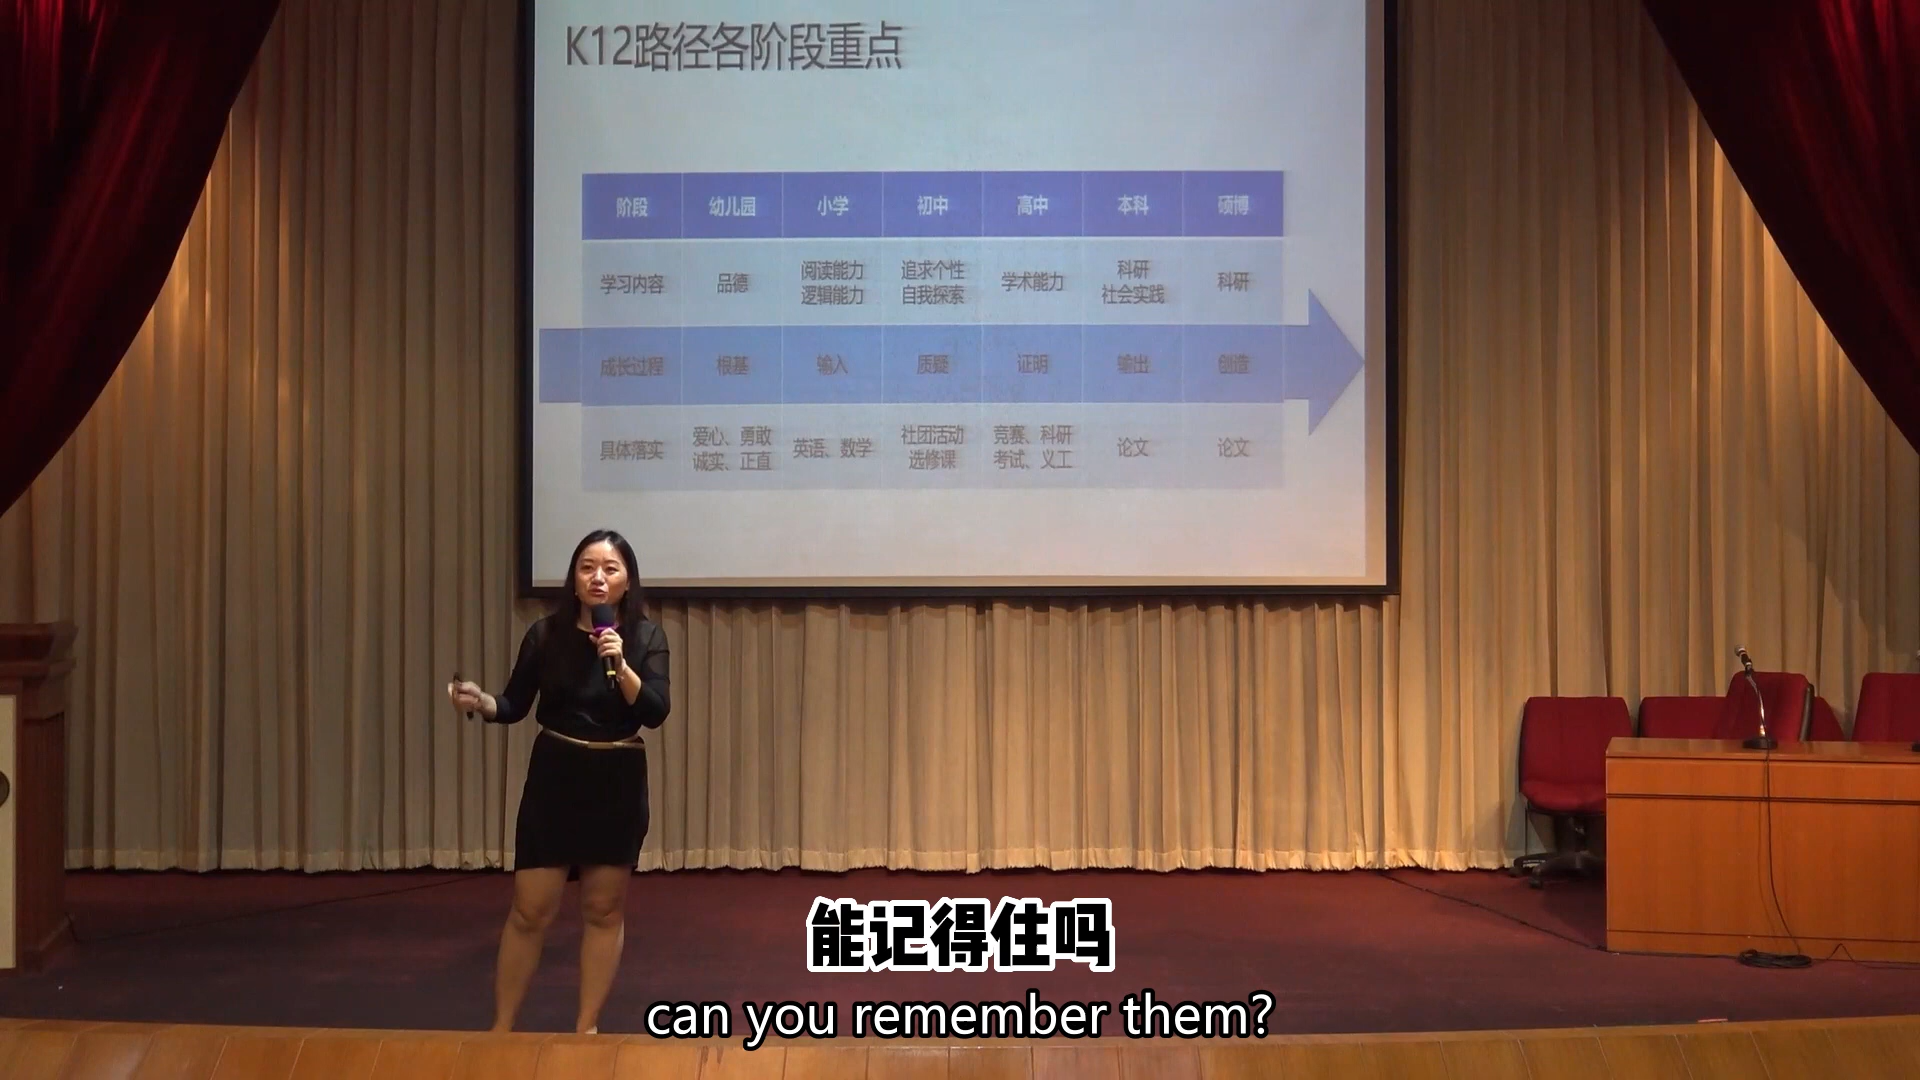 K12路径各阶段重点
阶段 幼儿园 小学 初中 高中 本科 硕博
学习内容 品德 阅读能力 逻辑能力 追求个性 自我探索 学术能力 科研 社会实践 科研
成长过程 根基 输入 质疑 证明 输出 创造
具体落实 爱心、勇敢 诚实、正直 英语、数学 社团活动 选修课 竞赛、科研 考试、义工 论文 论文
能记得住吗
can you remember them?